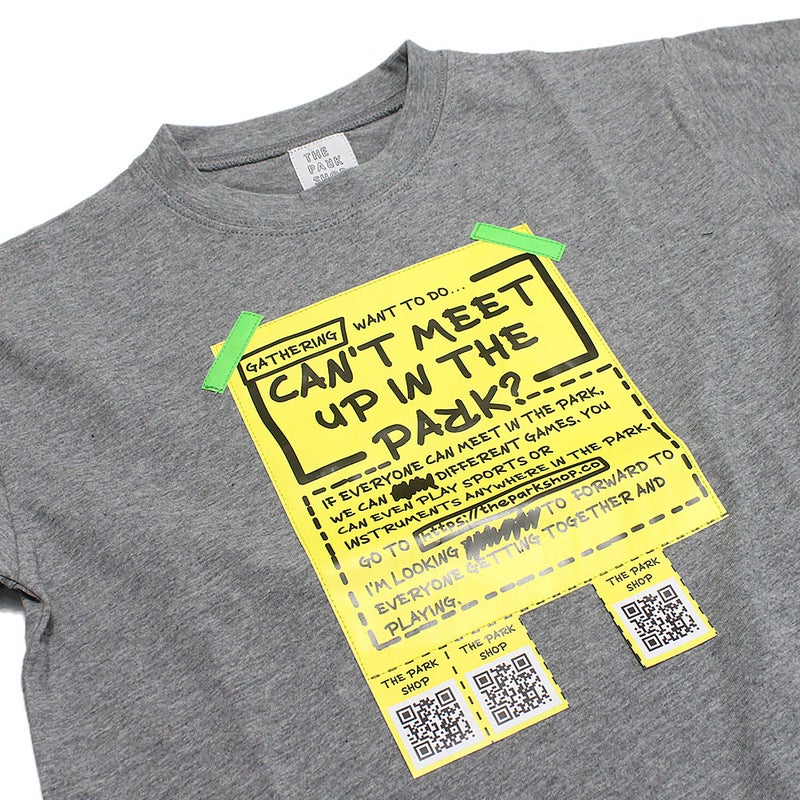 THE
PARK
SHOP
GATHERING WANT TO DO...
CAN'T MEET
UP IN THE
PARK?
IF EVERYONE CAN MEET IN THE PARK,
WE CAN DIFFERENT GAMES. YOU
CAN EVEN PLAY SPORTS OR
INSTRUMENTS ANYWHERE IN THE PARK.
GO TO https://theparkshop.co
I'M LOOKING TO FORWARD TO
EVERYONE GETTING TOGETHER AND
PLAYING.
THE PARK
SHOP
THE PARK
SHOP
THE PARK
SHOP